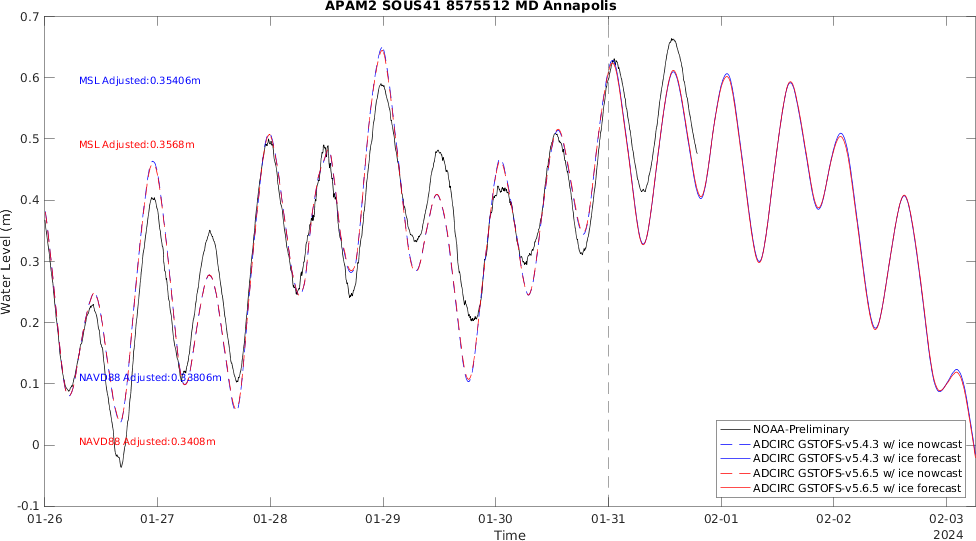 APAM2 SOUS41 8575512 MD Annapolis
0.7
0.6
0.5
0.4
0.3
0.2
0.1
0
-0.1
Water Level (m)
MSL Adjusted:0.35406m
MSL Adjusted:0.3568m
NAVD88 Adjusted:0.33806m
NAVD88 Adjusted:0.3408m
NOAA-Preliminary
ADCIRC GSTOFS-v5.4.3 w/ ice nowcast
ADCIRC GSTOFS-v5.4.3 w/ ice forecast
ADCIRC GSTOFS-v5.6.5 w/ ice nowcast
ADCIRC GSTOFS-v5.6.5 w/ ice forecast
01-26 01-27 01-28 01-29 01-30 01-31 02-01 02-02 02-03
Time
2024